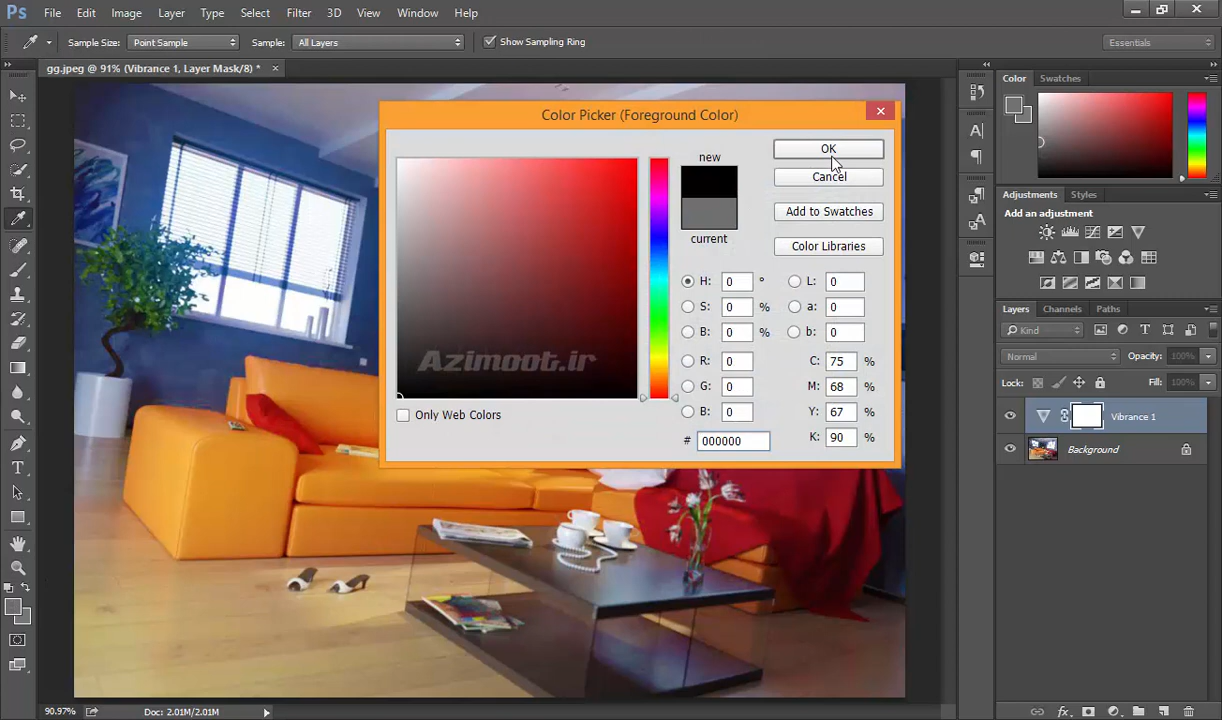 Ps File Edit Image Layer Type Select Filter 3D View Window Help
Sample Size: Point Sample Sample: All Layers Show Sampling Ring Essentials
gg.jpeg @ 91% (Vibrance 1, Layer Mask/8) *
Color Swatches
Color Picker (Foreground Color)
new
current
OK
Cancel
Add to Swatches
Color Libraries
H: 0 °
S: 0 %
B: 0 %
R: 0
G: 0
B: 0
# 000000
L: 0
a: 0
b: 0
C: 75 %
M: 68 %
Y: 67 %
K: 90 %
Azimoot.ir
Only Web Colors
Adjustments Styles
Add an adjustment
Layers Channels Paths
Kind
Normal Opacity: 100%
Lock: Fill: 100%
Vibrance 1
Background
90.97% Doc: 2.01M/2.01M